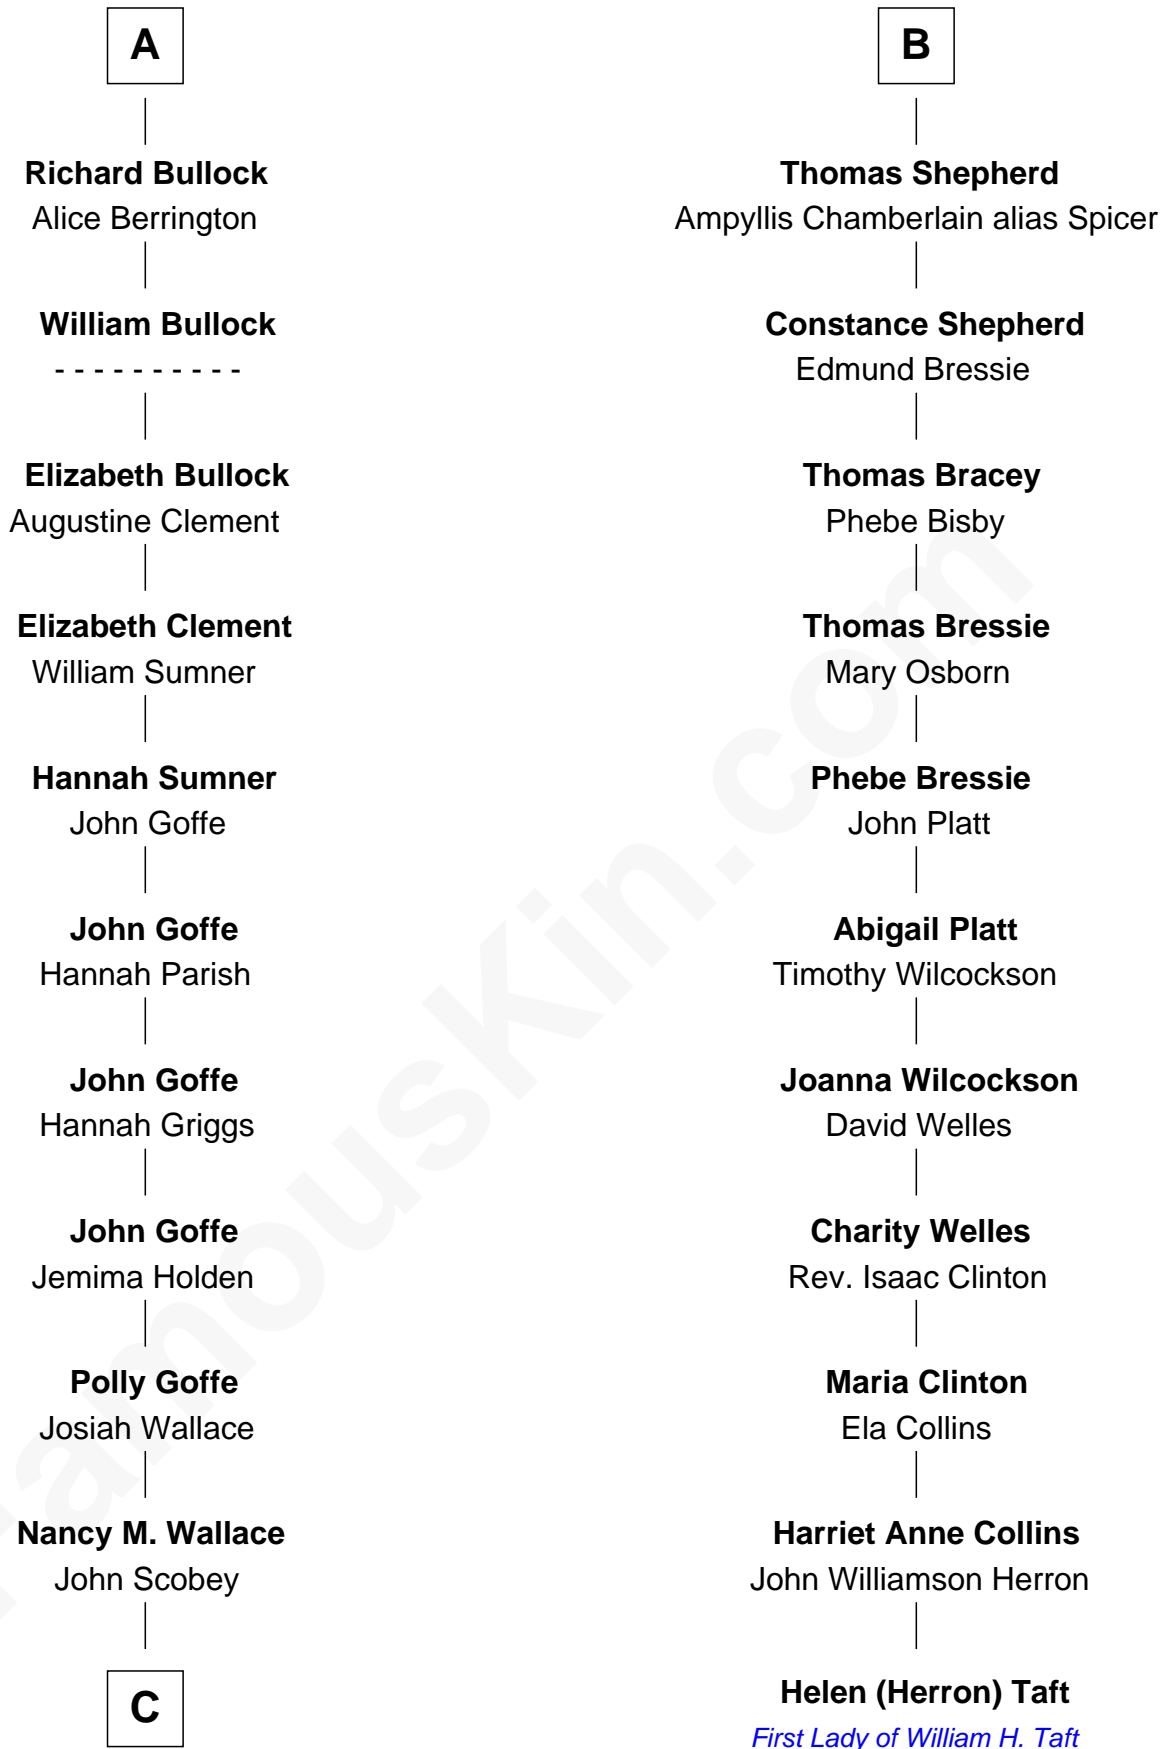 A
Richard Bullock
Alice Berrington
William Bullock
- - - - - - - - - -
Elizabeth Bullock
Augustine Clement
Elizabeth Clement
William Sumner
Hannah Sumner
John Goffe
John Goffe
Hannah Parish
John Goffe
Hannah Griggs
John Goffe
Jemima Holden
Polly Goffe
Josiah Wallace
Nancy M. Wallace
John Scobey
C
B
Thomas Shepherd
Ampyllis Chamberlain alias Spicer
Constance Shepherd
Edmund Bressie
Thomas Bracey
Phebe Bisby
Thomas Bressie
Mary Osborn
Phebe Bressie
John Platt
Abigail Platt
Timothy Wilcockson
Joanna Wilcockson
David Welles
Charity Welles
Rev. Isaac Clinton
Maria Clinton
Ela Collins
Harriet Anne Collins
John Williamson Herron
Helen (Herron) Taft
First Lady of William H. Taft
FamousKin.com